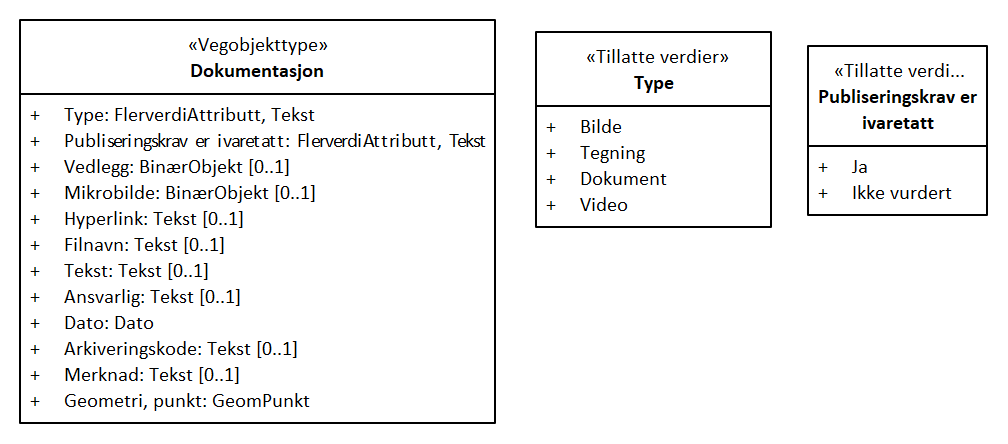 «Vegobjekttype»
Dokumentasjon
+ Type: FlerverdiAttributt, Tekst
+ Publiseringskrav er ivaretatt: FlerverdiAttributt, Tekst
+ Vedlegg: BinærObjekt [0..1]
+ Mikrobilde: BinærObjekt [0..1]
+ Hyperlink: Tekst [0..1]
+ Filnavn: Tekst [0..1]
+ Tekst: Tekst [0..1]
+ Ansvarlig: Tekst [0..1]
+ Dato: Dato
+ Arkiveringskode: Tekst [0..1]
+ Merknad: Tekst [0..1]
+ Geometri, punkt: GeomPunkt
«Tillatte verdier»
Type
+ Bilde
+ Tegning
+ Dokument
+ Video
«Tillatte verdi...
Publiseringskrav er
ivaretatt
+ Ja
+ Ikke vurdert